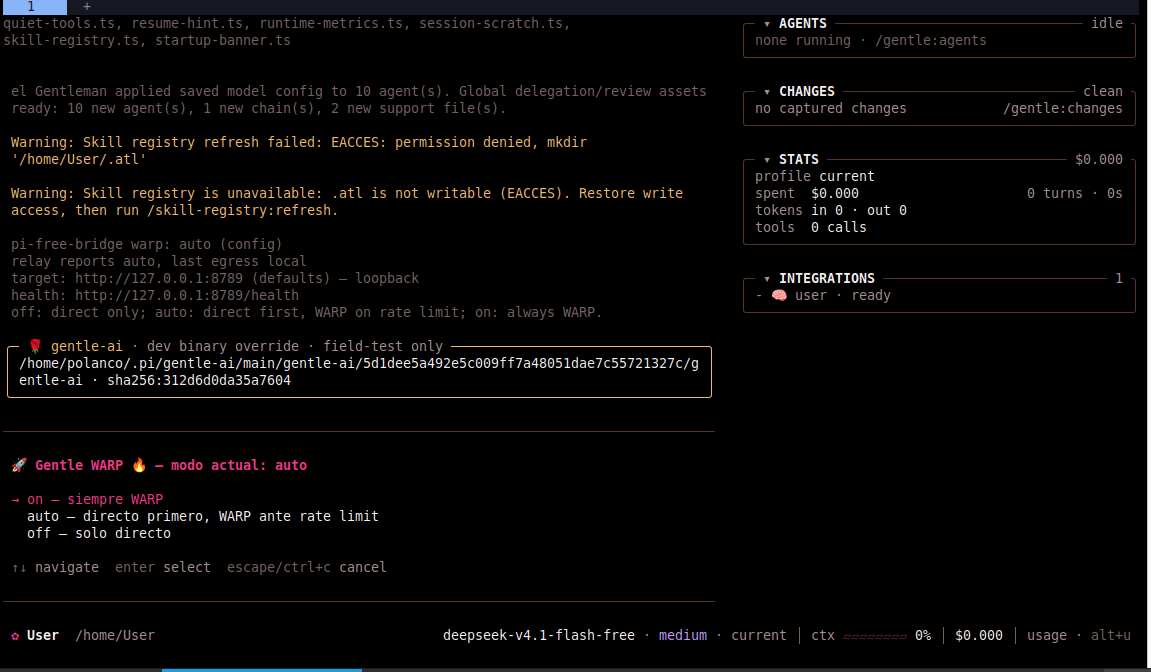 1 +
quiet-tools.ts, resume-hint.ts, runtime-metrics.ts, session-scratch.ts,
skill-registry.ts, startup-banner.ts
el Gentleman applied saved model config to 10 agent(s). Global delegation/review assets
ready: 10 new agent(s), 1 new chain(s), 2 new support file(s).
Warning: Skill registry refresh failed: EACCES: permission denied, mkdir
'/home/User/.atl'
Warning: Skill registry is unavailable: .atl is not writable (EACCES). Restore write
access, then run /skill-registry:refresh.
pi-free-bridge warp: auto (config)
relay reports auto, last egress local
target: http://127.0.0.1:8789 (defaults) — loopback
health: http://127.0.0.1:8789/health
off: direct only; auto: direct first, WARP on rate limit; on: always WARP.
🌹 gentle-ai · dev binary override · field-test only
/home/polanco/.pi/gentle-ai/main/gentle-ai/5d1dee5a492e5c009ff7a48051dae7c55721327c/g
entle-ai · sha256:312d6d0da35a7604
🚀 Gentle WARP 🔥 — modo actual: auto
→ on — siempre WARP
auto — directo primero, WARP ante rate limit
off — solo directo
↑↓ navigate enter select escape/ctrl+c cancel
▾ AGENTS idle
none running · /gentle:agents
▾ CHANGES clean
no captured changes /gentle:changes
▾ STATS $0.000
profile current
spent $0.000 0 turns · 0s
tokens in 0 · out 0
tools 0 calls
▾ INTEGRATIONS 1
- 🧠 user · ready
✿ User /home/User deepseek-v4.1-flash-free · medium · current │ ctx ▱▱▱▱▱▱▱▱ 0% │ $0.000 │ usage · alt+u